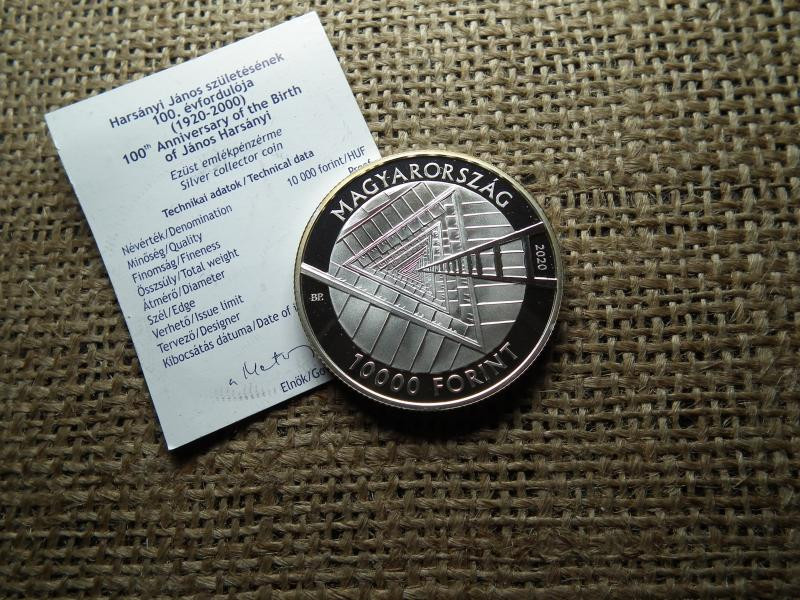 Harsányi János születésének
100. évfordulója
(1920-2000)
100th Anniversary of the Birth
of János Harsányi
Ezüst emlékpénzérme
Silver collector coin
Technikai adatok/Technical data
Névérték/Denomination 10 000 forint/HUF
Minőség/Quality Proof
Finomság/Fineness
Összsúly/Total weight
Átmérő/Diameter
Szél/Edge
Verhető/Issue limit
Tervező/Designer
Kibocsátás dátuma/Date of
Elnök/Go
MAGYARORSZÁG
2020
BP.
10000 FORINT